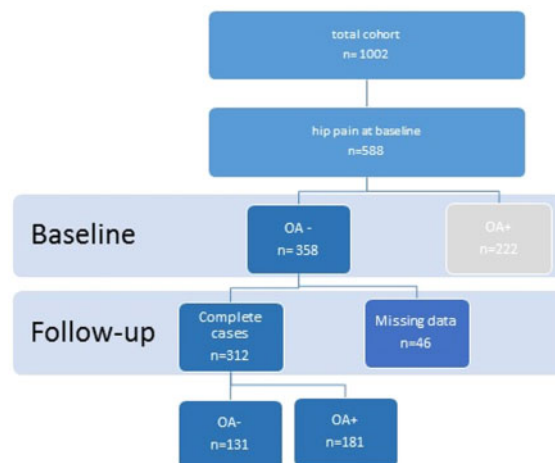 total cohort
n= 1002
hip pain at baseline
n=588
Baseline
OA -
n= 358
OA+
n=222
Follow-up
Complete
cases
n=312
Missing data
n=46
OA-
n=131
OA+
n=181